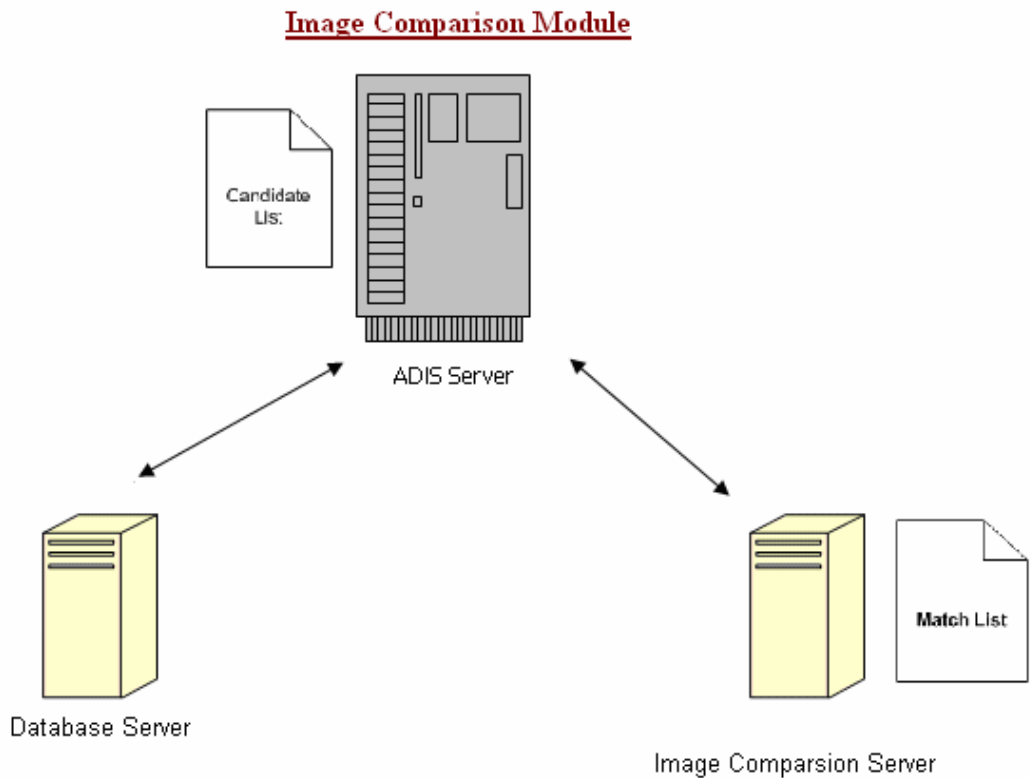 Image Comparison Module
Candidate
Lis:
ADIS Server
Match List
Database Server
Image Comparsion Server